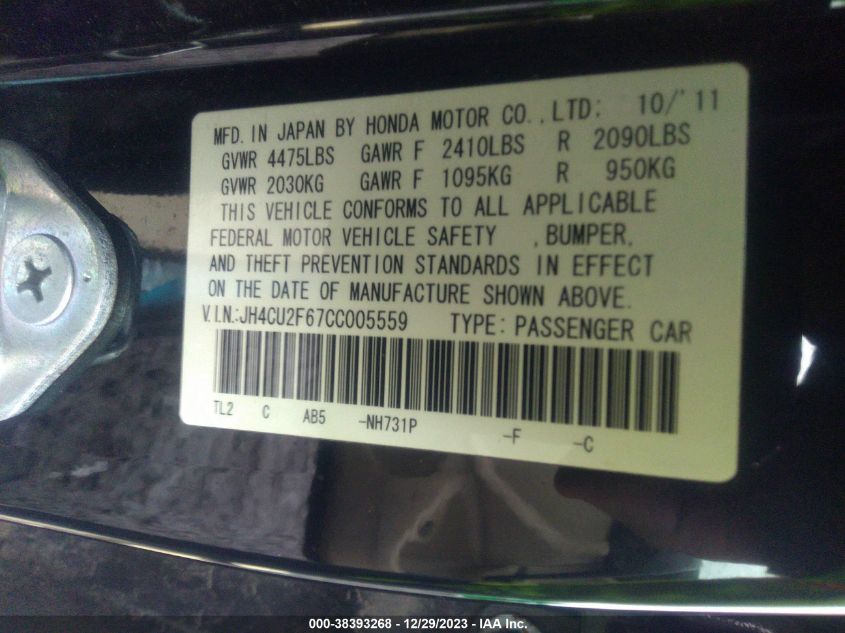 MFD. IN JAPAN BY HONDA MOTOR CO., LTD; 10/'11
GVWR 4475LBS GAWR F 2410LBS R 2090LBS
GVWR 2030KG GAWR F 1095KG R 950KG
THIS VEHICLE CONFORMS TO ALL APPLICABLE
FEDERAL MOTOR VEHICLE SAFETY , BUMPER,
AND THEFT PREVENTION STANDARDS IN EFFECT
ON THE DATE OF MANUFACTURE SHOWN ABOVE.
V.I.N.:JH4CU2F67CC005559 TYPE: PASSENGER CAR
TL2 C AB5 -NH731P -F -C
000-38393268 - 12/29/2023 - IAA Inc.